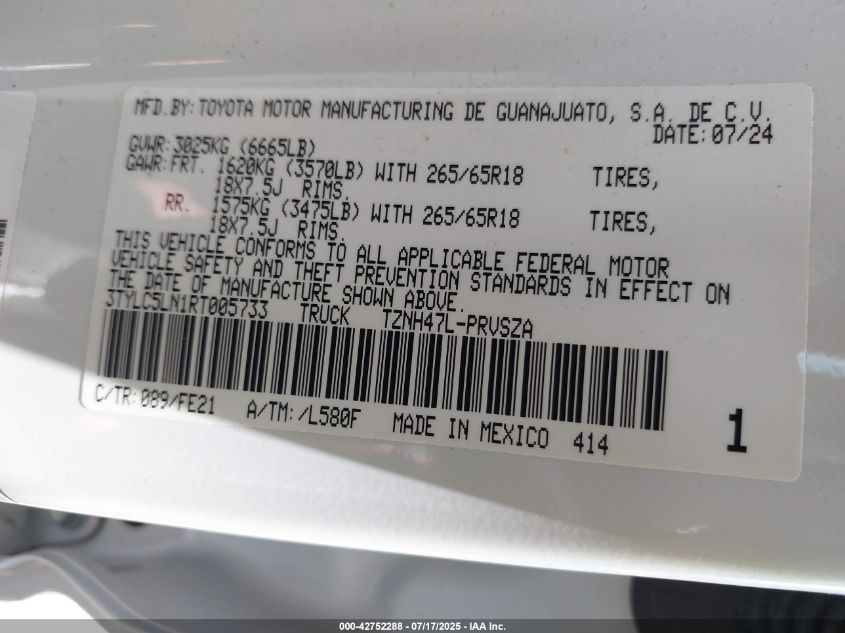 MFD.BY: TOYOTA MOTOR MANUFACTURING DE GUANAJUATO, S.A. DE C.V.
DATE: 07/24
GVWR: 3025KG (6665LB)
GAWR: FRT. 1620KG (3570LB) WITH 265/65R18 TIRES,
18X7.5J RIMS.
RR. 1575KG (3475LB) WITH 265/65R18 TIRES,
18X7.5J RIMS.
THIS VEHICLE CONFORMS TO ALL APPLICABLE FEDERAL MOTOR
VEHICLE SAFETY AND THEFT PREVENTION STANDARDS IN EFFECT ON
THE DATE OF MANUFACTURE SHOWN ABOVE.
3TYLC5LN1RT005733 TRUCK TZNH47L-PRVSZA
C/TR: 089/FE21 A/TM: /L580F MADE IN MEXICO 414 1
000-42752288 - 07/17/2025 - IAA Inc.